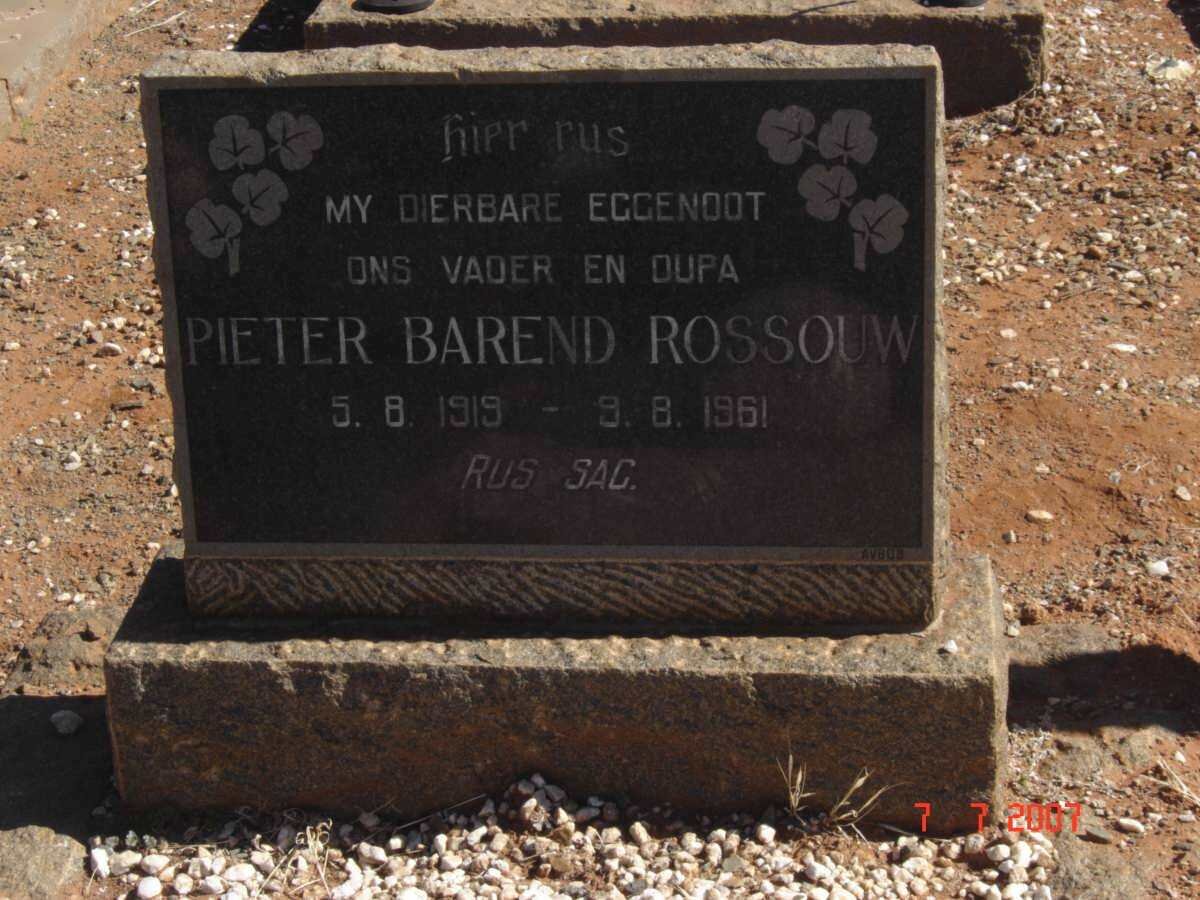 Hier rus
MY DIERBARE EGGENOOT
ONS VADER EN OUPA
PIETER BAREND ROSSOUW
5. 8. 1919 - 9. 8. 1961
RUS SAG.
AVBOB
7 7 2007